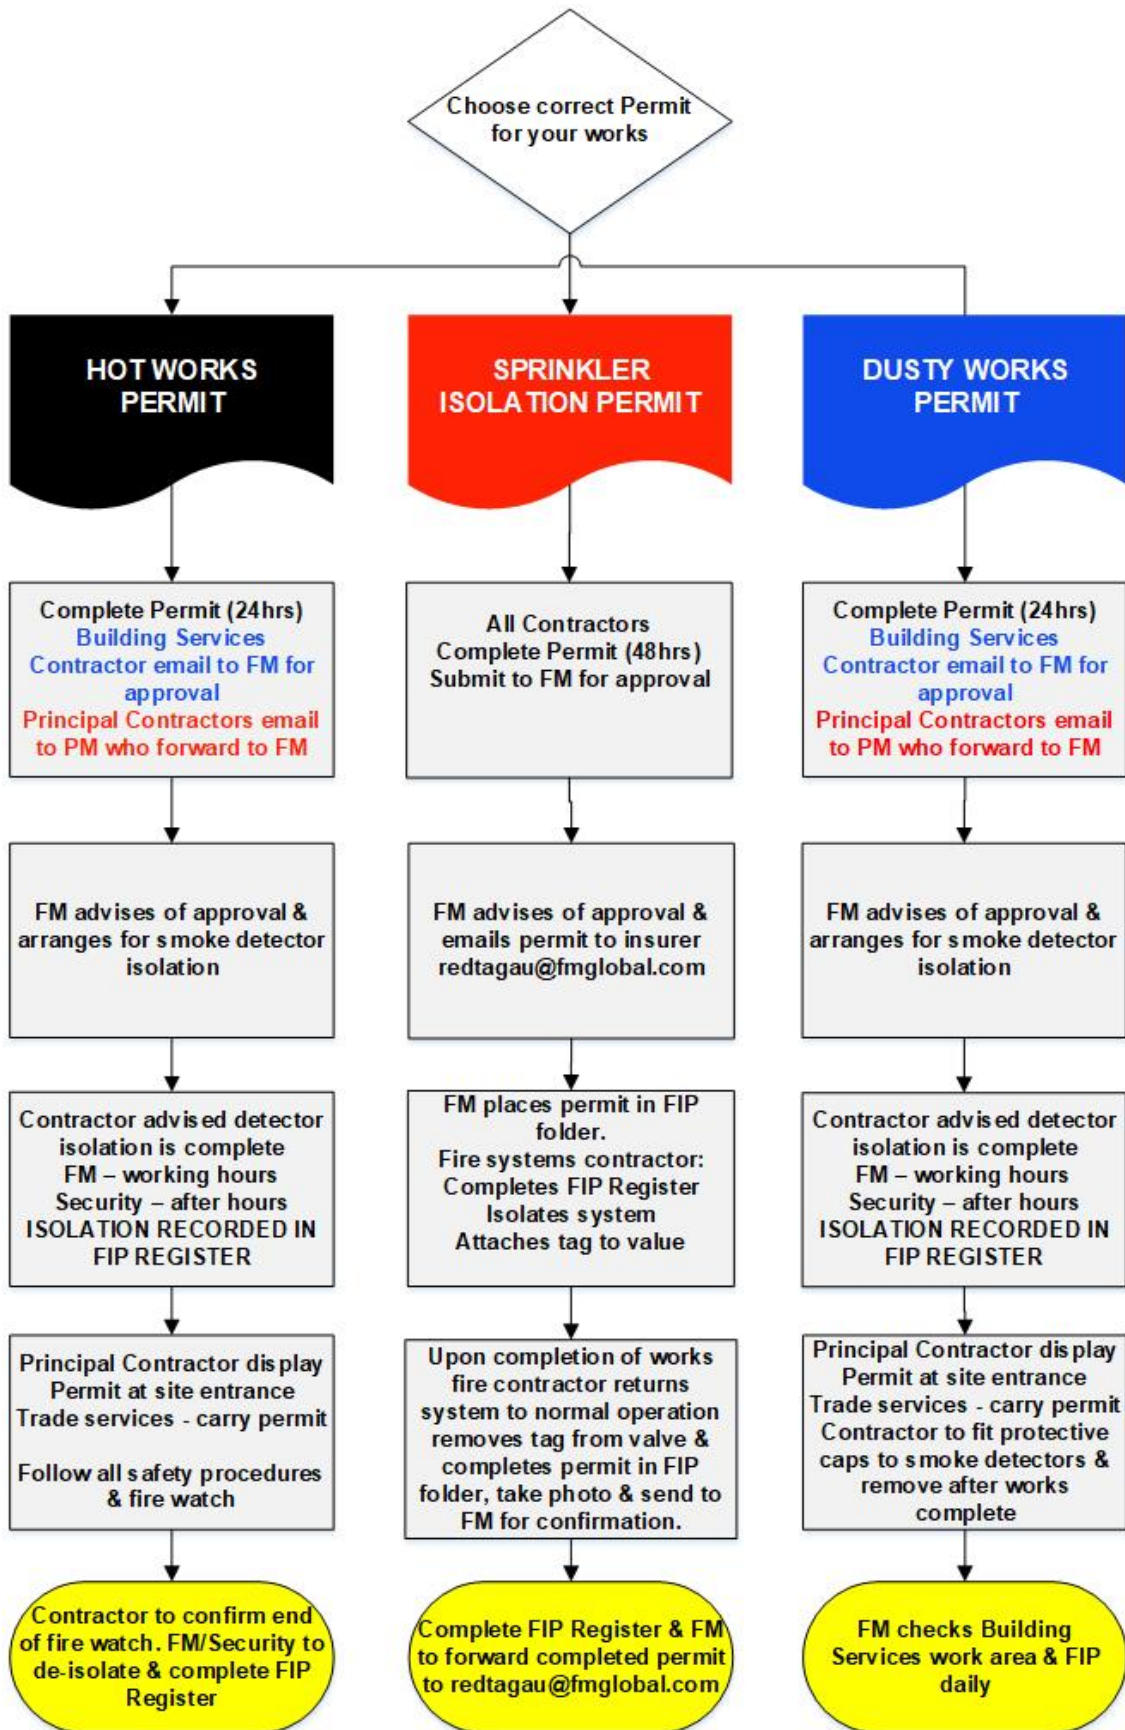 Choose correct Permit
for your works
HOT WORKS
PERMIT
SPRINKLER
ISOLATION PERMIT
DUSTY WORKS
PERMIT
Complete Permit (24hrs)
Building Services
Contractor email to FM for
approval
Principal Contractors email
to PM who forward to FM
All Contractors
Complete Permit (48hrs)
Submit to FM for approval
Complete Permit (24hrs)
Building Services
Contractor email to FM for
approval
Principal Contractors email
to PM who forward to FM
FM advises of approval &
arranges for smoke detector
isolation
FM advises of approval &
emails permit to insurer
redtagau@fmglobal.com
FM advises of approval &
arranges for smoke detector
isolation
Contractor advised detector
isolation is complete
FM – working hours
Security – after hours
ISOLATION RECORDED IN
FIP REGISTER
FM places permit in FIP
folder.
Fire systems contractor:
Completes FIP Register
Isolates system
Attaches tag to value
Contractor advised detector
isolation is complete
FM – working hours
Security – after hours
ISOLATION RECORDED IN
FIP REGISTER
Principal Contractor display
Permit at site entrance
Trade services - carry permit
Follow all safety procedures
& fire watch
Upon completion of works
fire contractor returns
system to normal operation
removes tag from valve &
completes permit in FIP
folder, take photo & send to
FM for confirmation.
Principal Contractor display
Permit at site entrance
Trade services - carry permit
Contractor to fit protective
caps to smoke detectors &
remove after works
complete
Contractor to confirm end
of fire watch. FM/Security to
de-isolate & complete FIP
Register
Complete FIP Register & FM
to forward completed permit
to redtagau@fmglobal.com
FM checks Building
Services work area & FIP
daily